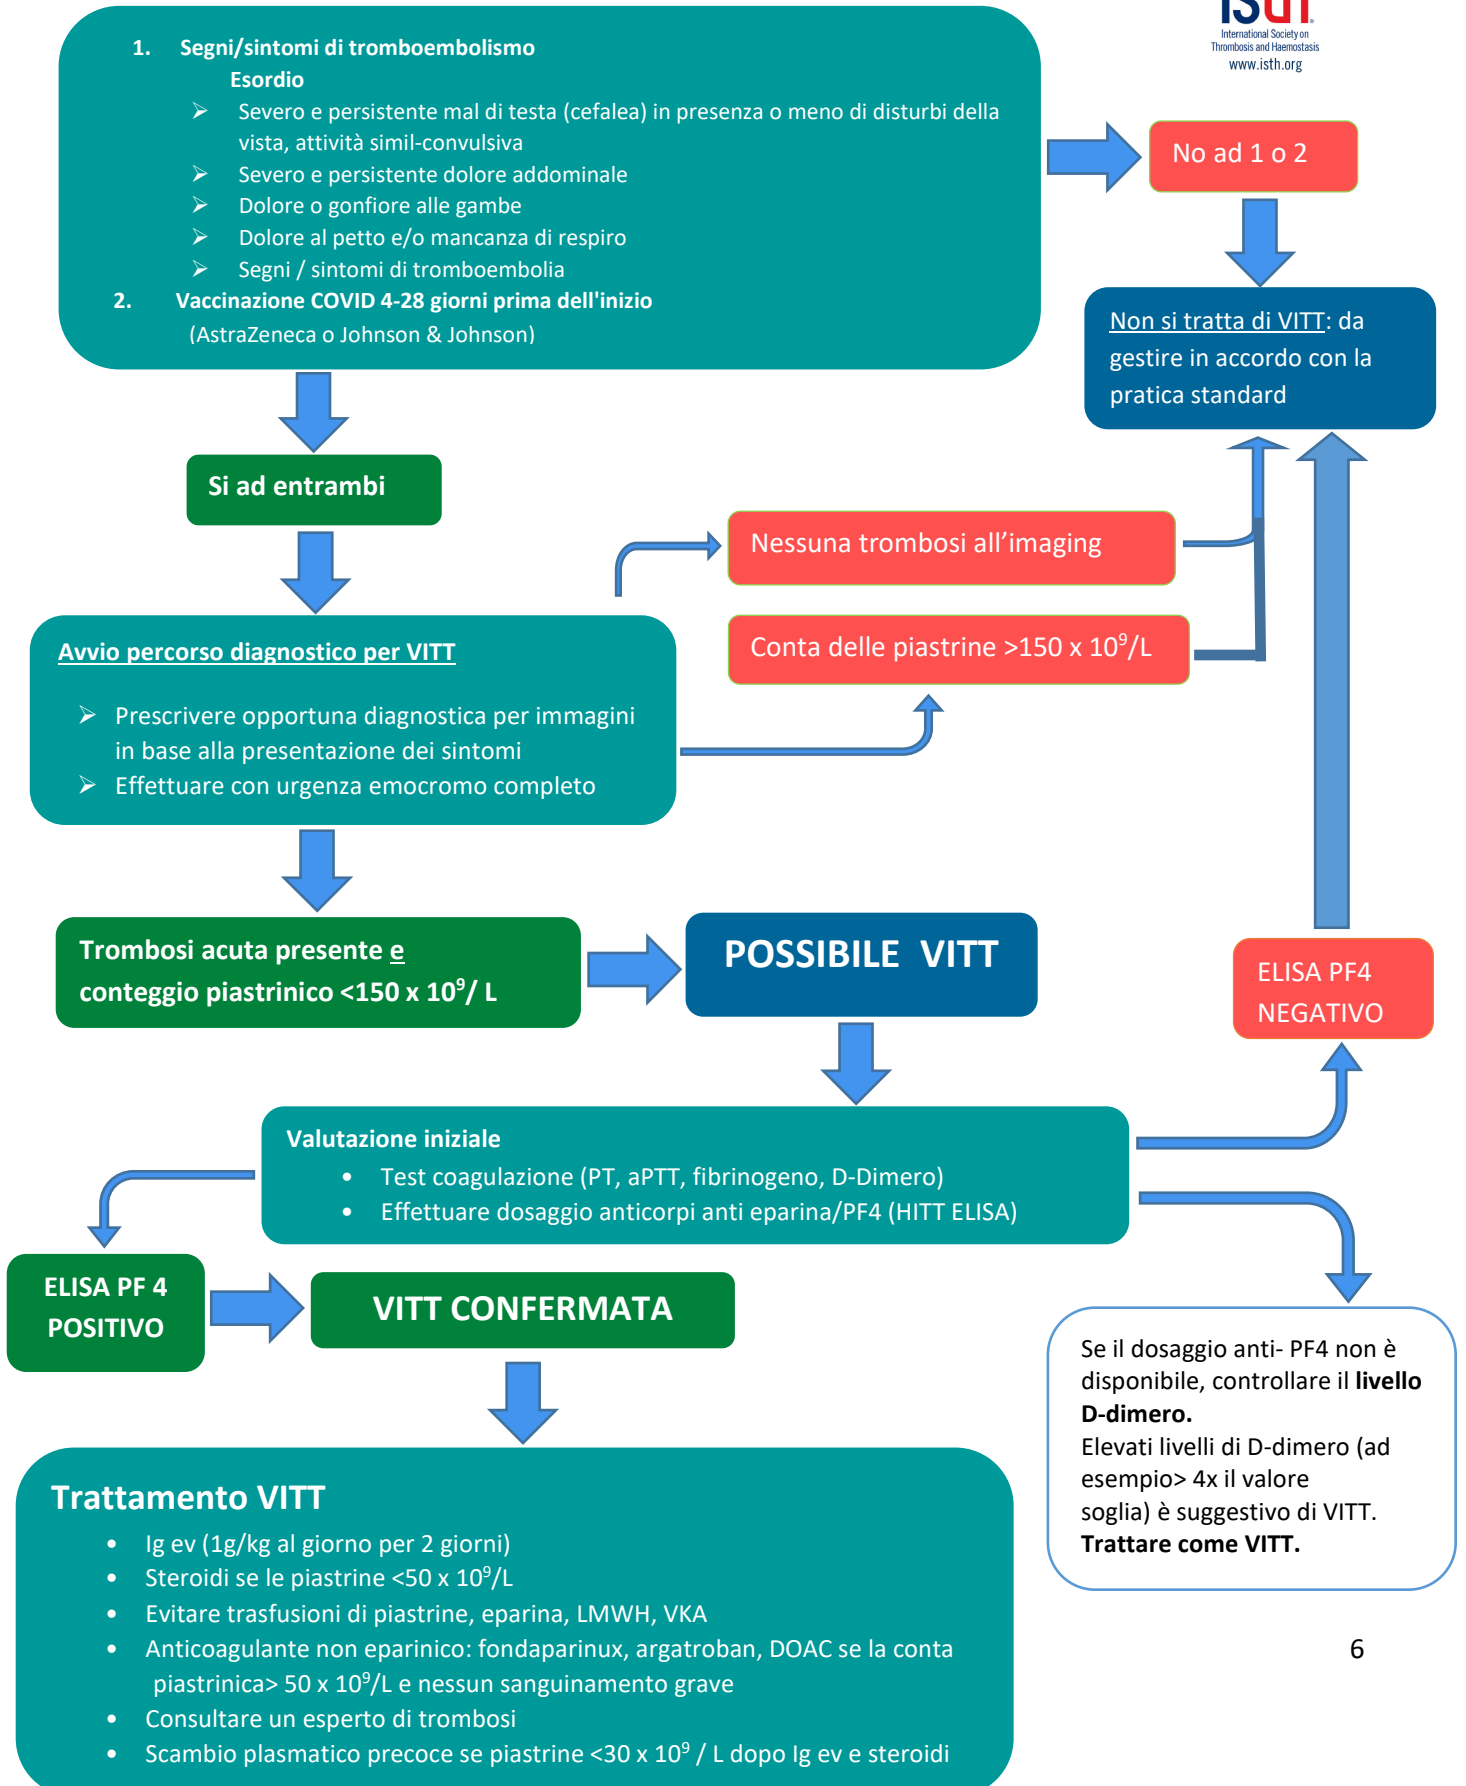 1. Segni/sintomi di tromboembolismo
Esordio
➢ Severo e persistente mal di testa (cefalea) in presenza o meno di disturbi della
vista, attività simil-convulsiva
➢ Severo e persistente dolore addominale
➢ Dolore o gonfiore alle gambe
➢ Dolore al petto e/o mancanza di respiro
➢ Segni / sintomi di tromboembolia
2. Vaccinazione COVID 4-28 giorni prima dell'inizio
(AstraZeneca o Johnson & Johnson)
isth
International Society on
Thrombosis and Haemostasis
www.isth.org
No ad 1 o 2
Non si tratta di VITT: da
gestire in accordo con la
pratica standard
Si ad entrambi
Nessuna trombosi all’imaging
Conta delle piastrine >150 x 10⁹/L
Avvio percorso diagnostico per VITT
➢ Prescrivere opportuna diagnostica per immagini
in base alla presentazione dei sintomi
➢ Effettuare con urgenza emocromo completo
Trombosi acuta presente e
conteggio piastrinico <150 x 10⁹/ L
POSSIBILE VITT
ELISA PF4
NEGATIVO
Valutazione iniziale
• Test coagulazione (PT, aPTT, fibrinogeno, D-Dimero)
• Effettuare dosaggio anticorpi anti eparina/PF4 (HITT ELISA)
ELISA PF 4
POSITIVO
VITT CONFERMATA
Se il dosaggio anti- PF4 non è
disponibile, controllare il livello
D-dimero.
Elevati livelli di D-dimero (ad
esempio> 4x il valore
soglia) è suggestivo di VITT.
Trattare come VITT.
Trattamento VITT
• Ig ev (1g/kg al giorno per 2 giorni)
• Steroidi se le piastrine <50 x 10⁹/L
• Evitare trasfusioni di piastrine, eparina, LMWH, VKA
• Anticoagulante non eparinico: fondaparinux, argatroban, DOAC se la conta
piastrinica> 50 x 10⁹/L e nessun sanguinamento grave
• Consultare un esperto di trombosi
• Scambio plasmatico precoce se piastrine <30 x 10⁹ / L dopo Ig ev e steroidi
6